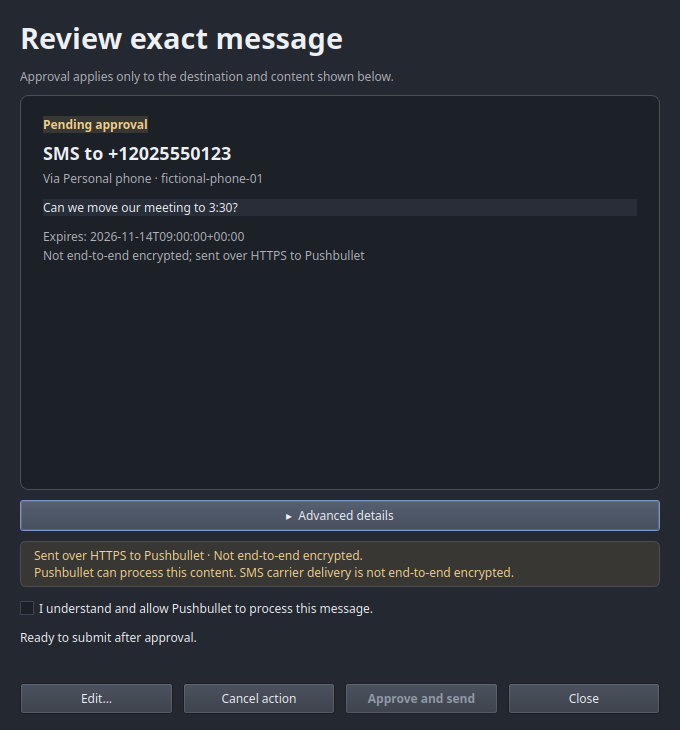 Review exact message
Approval applies only to the destination and content shown below.
Pending approval
SMS to +12025550123
Via Personal phone · fictional-phone-01
Can we move our meeting to 3:30?
Expires: 2026-11-14T09:00:00+00:00
Not end-to-end encrypted; sent over HTTPS to Pushbullet
▸ Advanced details
Sent over HTTPS to Pushbullet · Not end-to-end encrypted.
Pushbullet can process this content. SMS carrier delivery is not end-to-end encrypted.
I understand and allow Pushbullet to process this message.
Ready to submit after approval.
Edit... Cancel action Approve and send Close